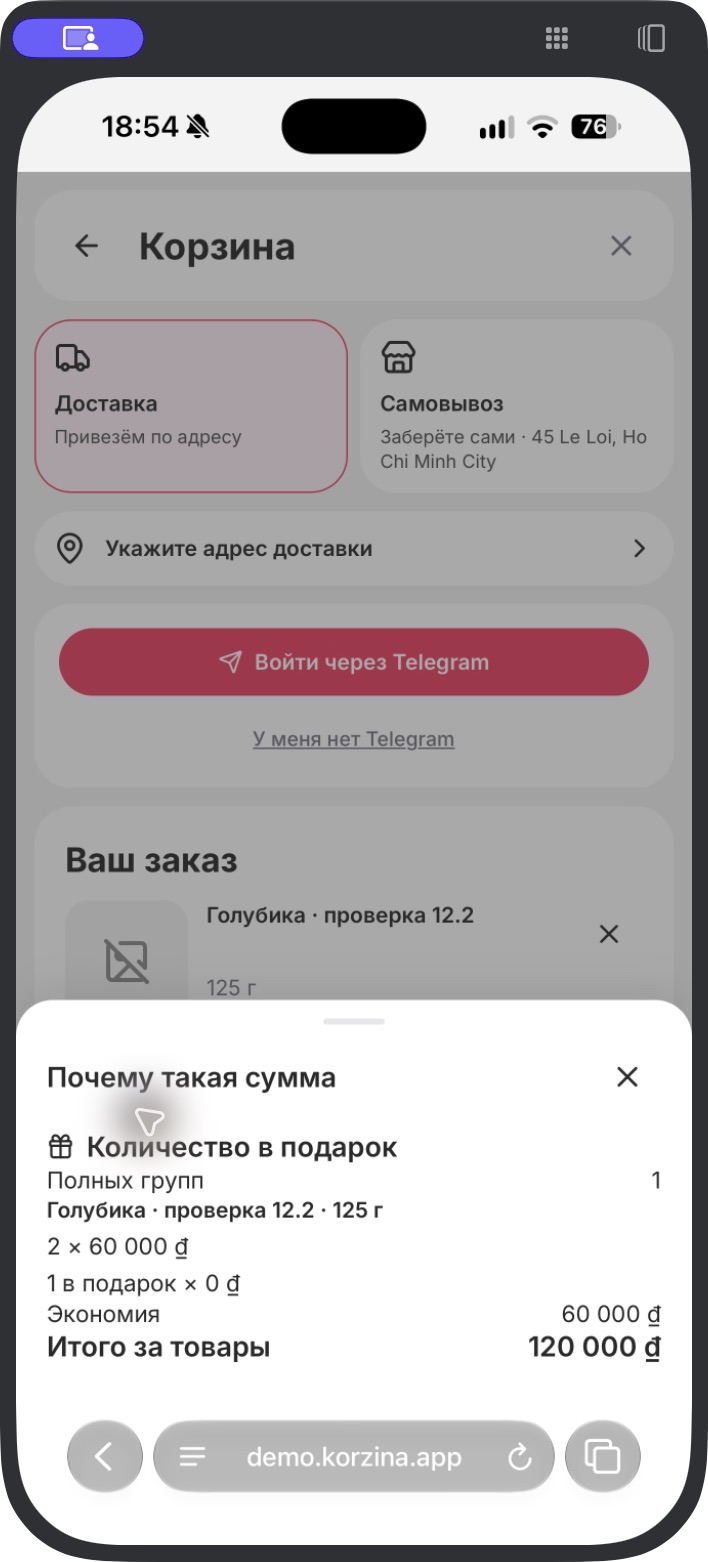 18:54
76
Корзина
Доставка
Привезём по адресу
Самовывоз
Заберёте сами · 45 Le Loi, Ho
Chi Minh City
Укажите адрес доставки
Войти через Telegram
У меня нет Telegram
Ваш заказ
Голубика · проверка 12.2
125 г
Почему такая сумма
Количество в подарок
Полных групп 1
Голубика · проверка 12.2 · 125 г
2 × 60 000 ₫
1 в подарок × 0 ₫
Экономия 60 000 ₫
Итого за товары 120 000 ₫
demo.korzina.app